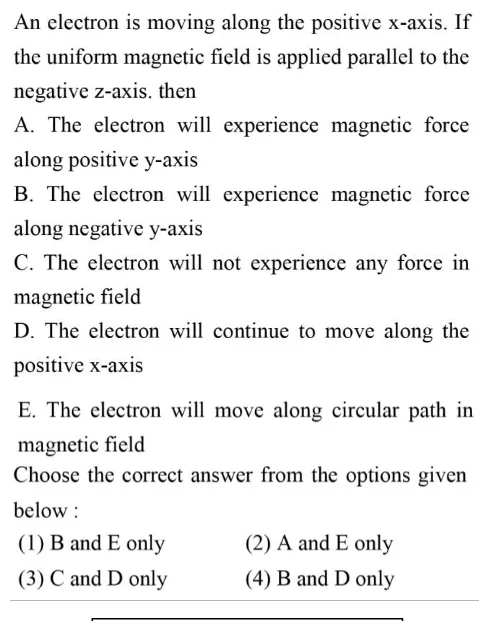 An electron is moving along the positive x-axis. If
the uniform magnetic field is applied parallel to the
negative z-axis. then
A. The electron will experience magnetic force
along positive y-axis
B. The electron will experience magnetic force
along negative y-axis
C. The electron will not experience any force in
magnetic field
D. The electron will continue to move along the
positive x-axis
E. The electron will move along circular path in
magnetic field
Choose the correct answer from the options given
below :
(1) B and E only (2) A and E only
(3) C and D only (4) B and D only